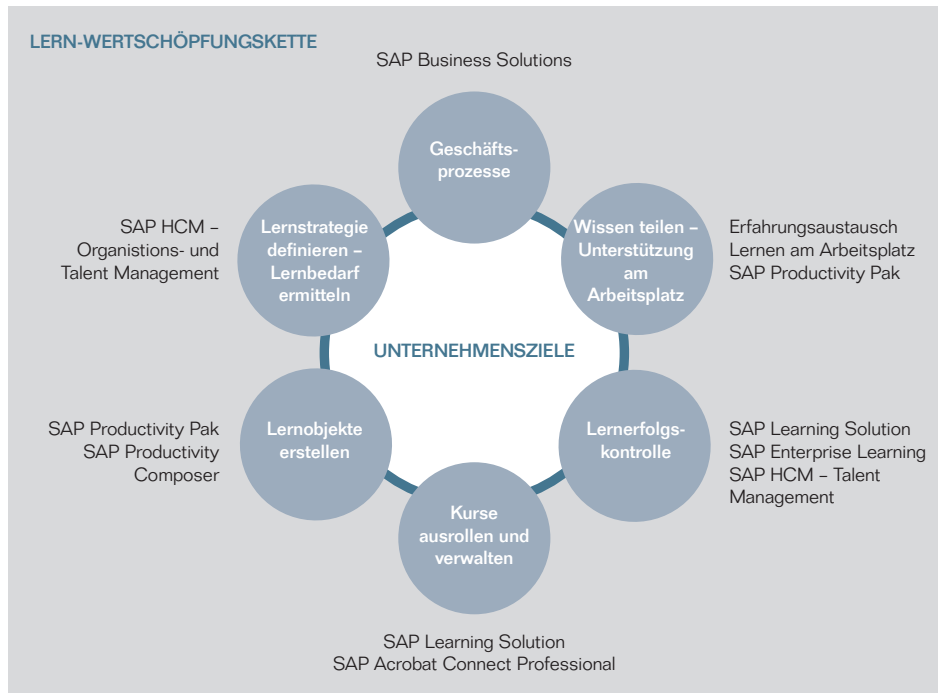 LERN-WERTSCHÖPFUNGSKETTE
SAP Business Solutions
Geschäfts-
prozesse
SAP HCM –
Organistions- und
Talent Management
Lernstrategie
definieren –
Lernbedarf
ermitteln
Wissen teilen –
Unterstützung
am
Arbeitsplatz
Erfahrungsaustausch
Lernen am Arbeitsplatz
SAP Productivity Pak
UNTERNEHMENSZIELE
SAP Productivity Pak
SAP Productivity
Composer
Lernobjekte
erstellen
Lernerfolgs-
kontrolle
SAP Learning Solution
SAP Enterprise Learning
SAP HCM – Talent
Management
Kurse
ausrollen und
verwalten
SAP Learning Solution
SAP Acrobat Connect Professional